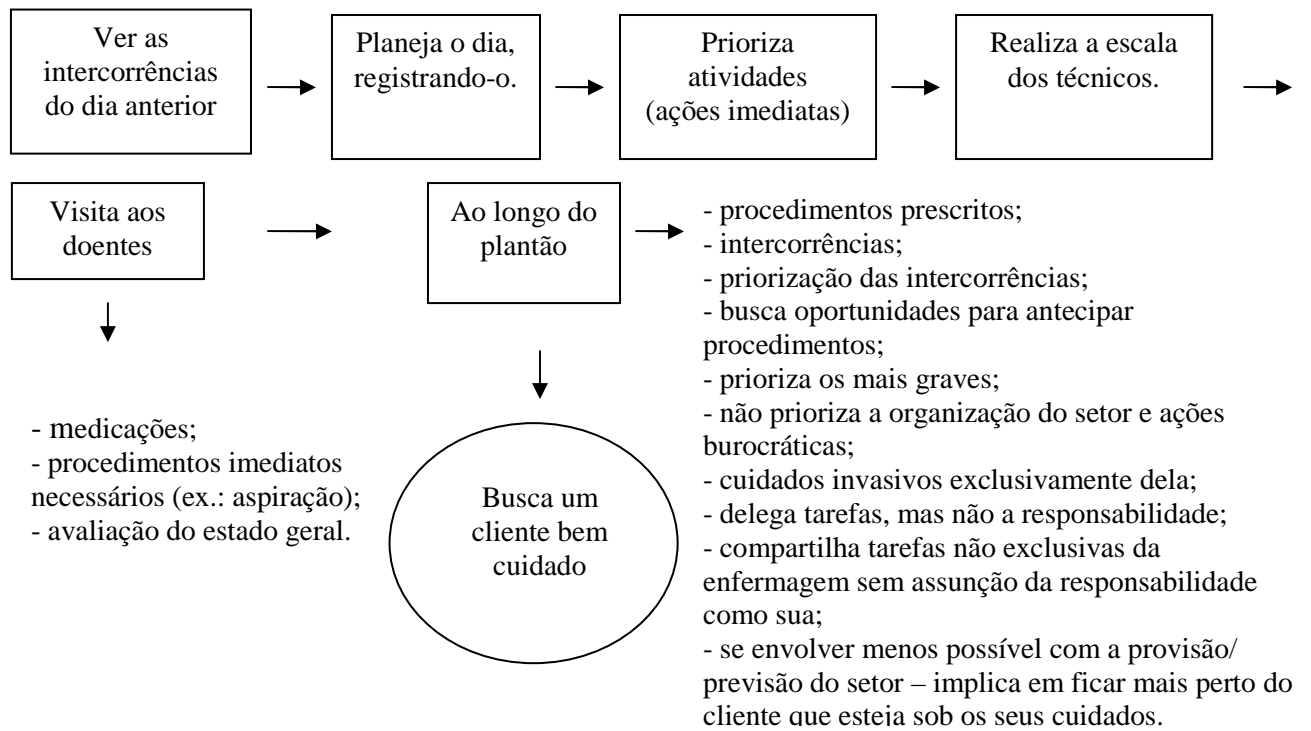 Ver as
intercorrências
do dia anterior
Planeja o dia,
registrando-o.
Prioriza
atividades
(ações imediatas)
Realiza a escala
dos técnicos.
Visita aos
doentes
Ao longo do
plantão
- procedimentos prescritos;
- intercorrências;
- priorização das intercorrências;
- busca oportunidades para antecipar
procedimentos;
- prioriza os mais graves;
- não prioriza a organização do setor e ações
burocráticas;
- cuidados invasivos exclusivamente dela;
- delega tarefas, mas não a responsabilidade;
- compartilha tarefas não exclusivas da
enfermagem sem assunção da responsabilidade
como sua;
- se envolver menos possível com a provisão/
previsão do setor – implica em ficar mais perto do
cliente que esteja sob os seus cuidados.
- medicações;
- procedimentos imediatos
necessários (ex.: aspiração);
- avaliação do estado geral.
Busca um
cliente bem
cuidado